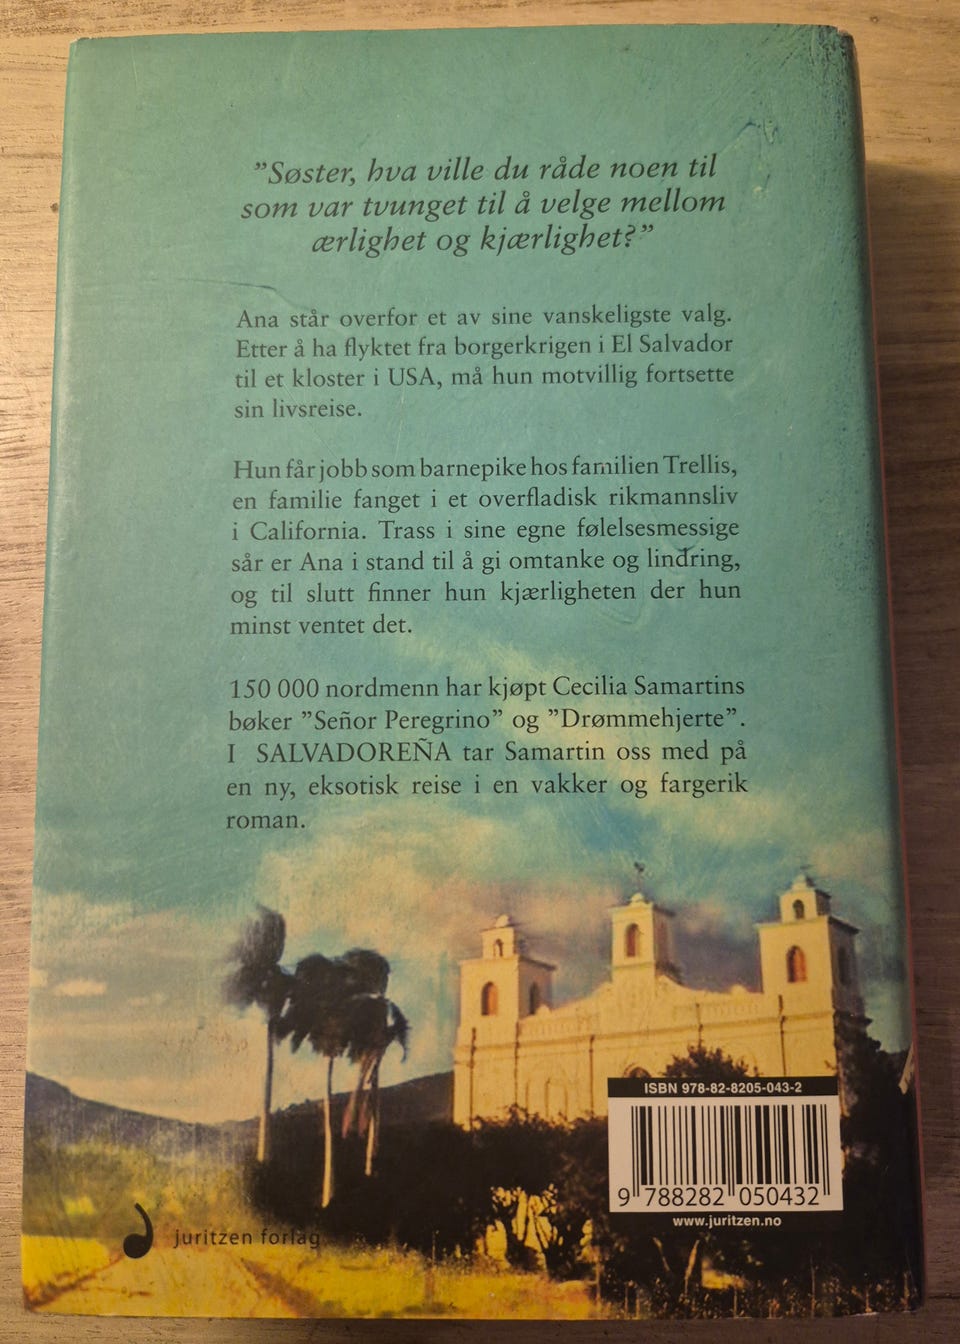 ”Søster, hva ville du råde noen til
som var tvunget til å velge mellom
ærlighet og kjærlighet?”
Ana står overfor et av sine vanskeligste valg.
Etter å ha flyktet fra borgerkrigen i El Salvador
til et kloster i USA, må hun motvillig fortsette
sin livsreise.
Hun får jobb som barnepike hos familien Trellis,
en familie fanget i et overfladisk rikmannsliv
i California. Trass i sine egne følelsesmessige
sår er Ana i stand til å gi omtanke og lindring,
og til slutt finner hun kjærligheten der hun
minst ventet det.
150 000 nordmenn har kjøpt Cecilia Samartins
bøker ”Señor Peregrino” og ”Drømmehjerte”.
I SALVADOREÑA tar Samartin oss med på
en ny, eksotisk reise i en vakker og fargerik
roman.
ISBN 978-82-8205-043-2
9 788282 050432
www.juritzen.no
juritzen forlag